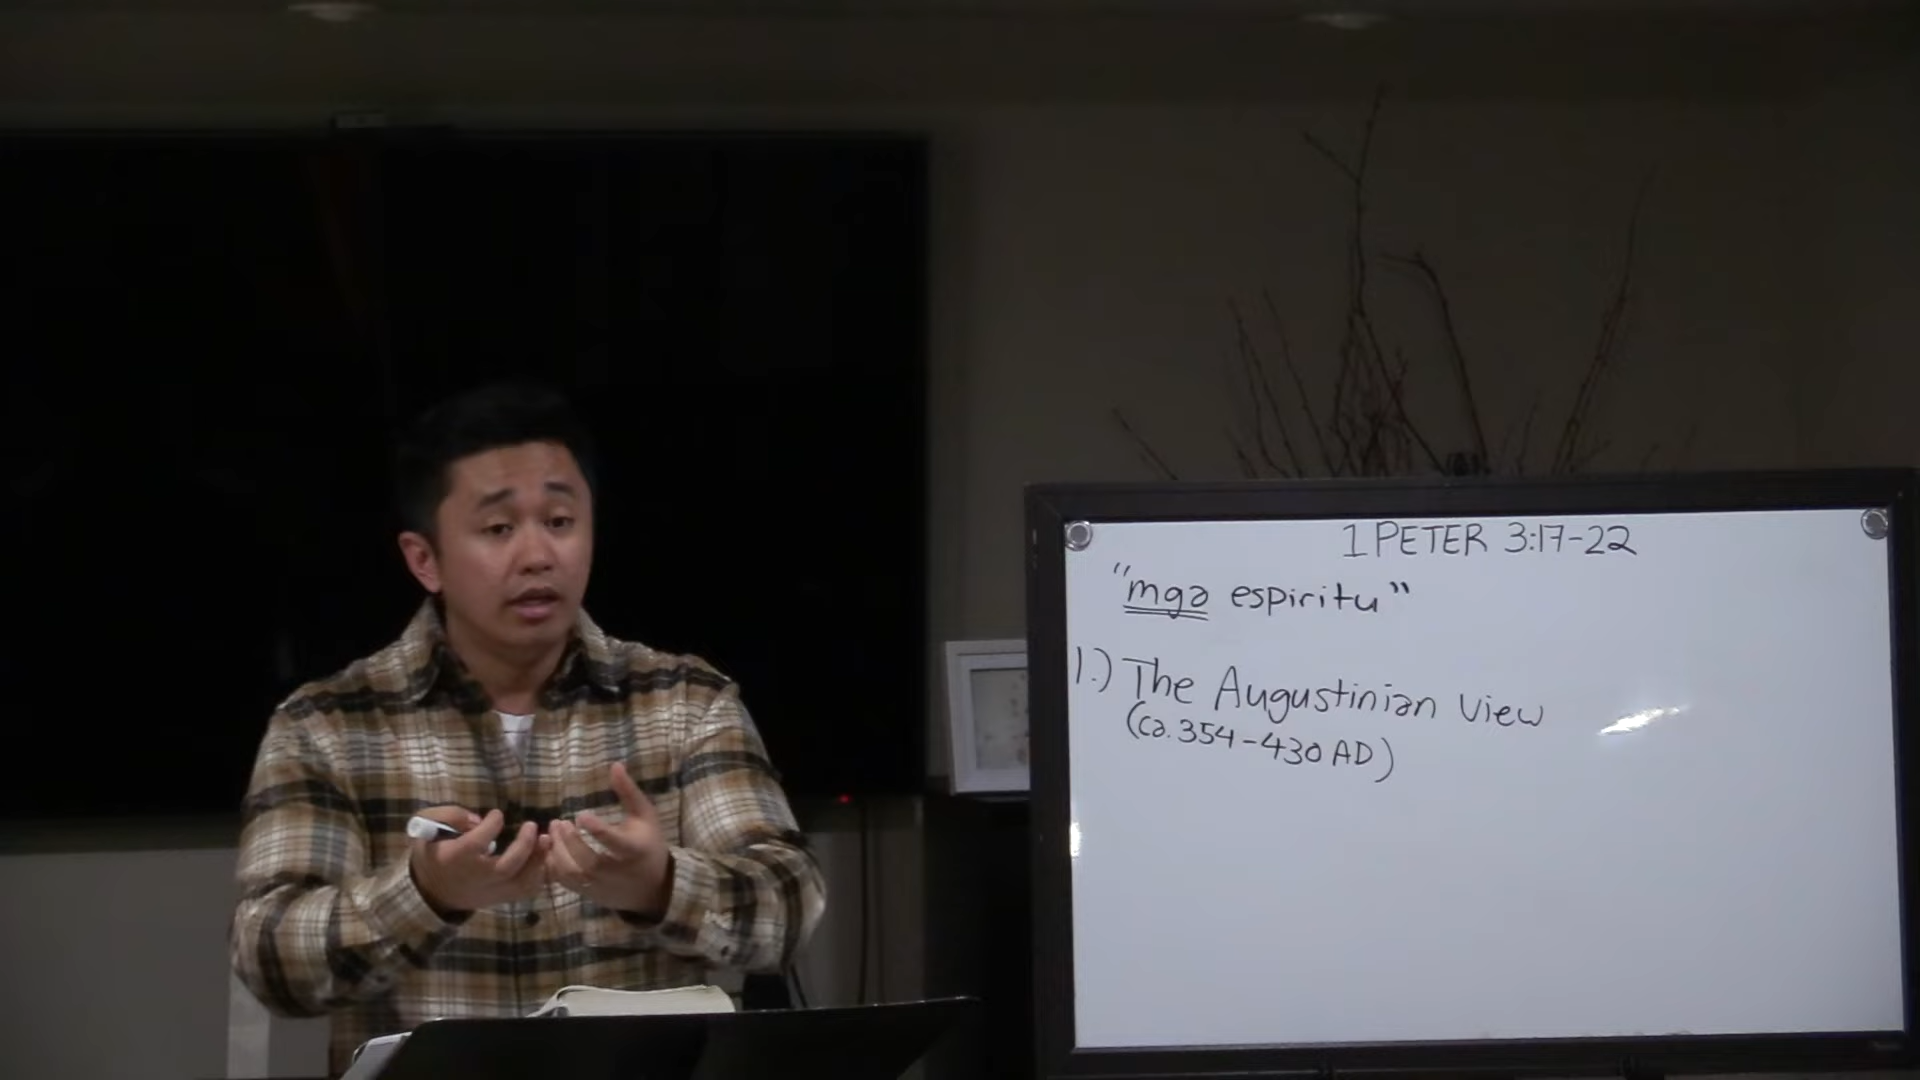 1 PETER 3:17-22
"mga espiritu"
1.) The Augustinian View
(ca. 354-430 AD)